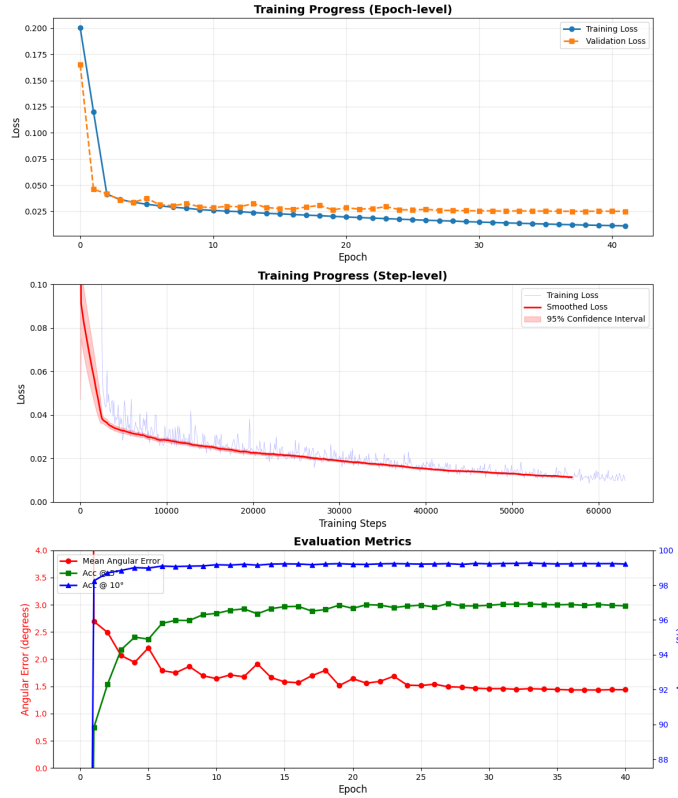 Training Progress (Epoch-level)
Training Loss
Validation Loss
0.200
0.175
0.150
0.125
0.100
0.075
0.050
0.025
Loss
0 10 20 30 40
Epoch
Training Progress (Step-level)
Training Loss
Smoothed Loss
95% Confidence Interval
0.10
0.08
0.06
0.04
0.02
0.00
Loss
0 10000 20000 30000 40000 50000 60000
Training Steps
Evaluation Metrics
Mean Angular Error
Acc @
Acc @ 10°
4.0
3.5
3.0
2.5
2.0
1.5
1.0
0.5
0.0
Angular Error (degrees)
100
98
96
94
92
90
88
0 5 10 15 20 25 30 35 40
Epoch